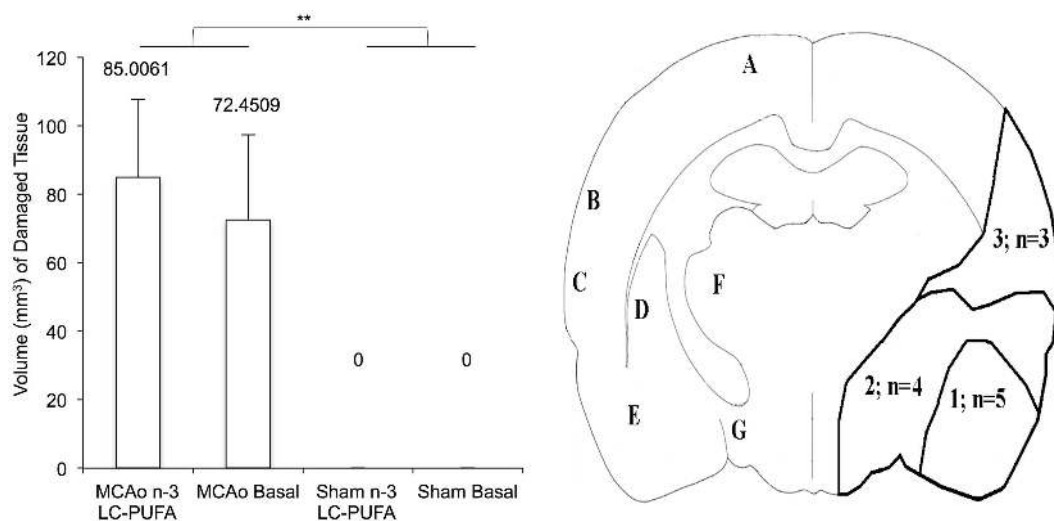 **
120
85.0061
100
72.4509
80
60
40
20
0
0
0
Volume (mm³) of Damaged Tissue
MCAo n-3
LC-PUFA
MCAo Basal
Sham n-3
LC-PUFA
Sham Basal
A
B
C
D
E
F
G
3; n=3
2; n=4
1; n=5